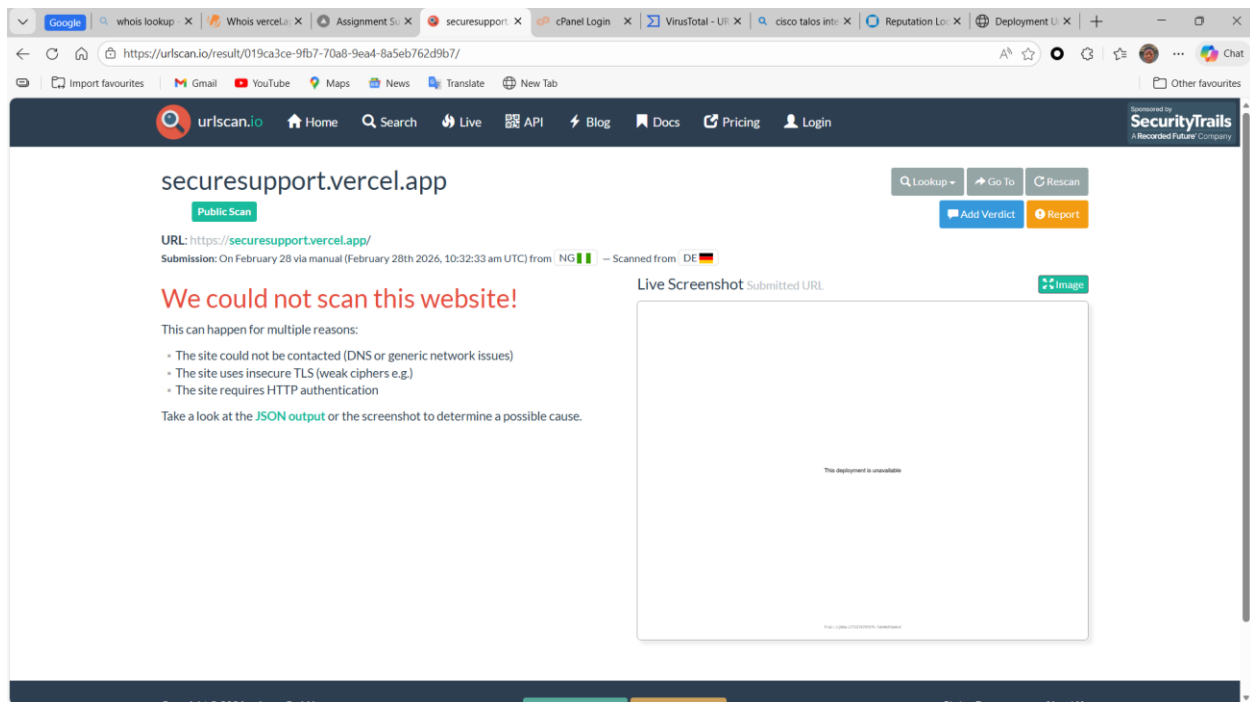 Google whois lookup - Whois vercel.a Assignment Su securesupport. cPanel Login VirusTotal - UR cisco talos inte Reputation Loo Deployment U
https://urlscan.io/result/019ca3ce-9fb7-70a8-9ea4-8a5eb762d9b7/ Chat
Import favourites Gmail YouTube Maps News Translate New Tab Other favourites
urlscan.io Home Search Live API Blog Docs Pricing Login
Sponsored by
SecurityTrails
A Recorded Future® Company
securesupport.vercel.app
Lookup Go To Rescan
Public Scan
Add Verdict Report
URL: https://securesupport.vercel.app/
Submission: On February 28 via manual (February 28th 2026, 10:32:33 am UTC) from NG — Scanned from DE
We could not scan this website!
This can happen for multiple reasons:
The site could not be contacted (DNS or generic network issues)
The site uses insecure TLS (weak ciphers e.g.)
The site requires HTTP authentication
Take a look at the JSON output or the screenshot to determine a possible cause.
Live Screenshot Submitted URL
Image
This deployment is unavailable